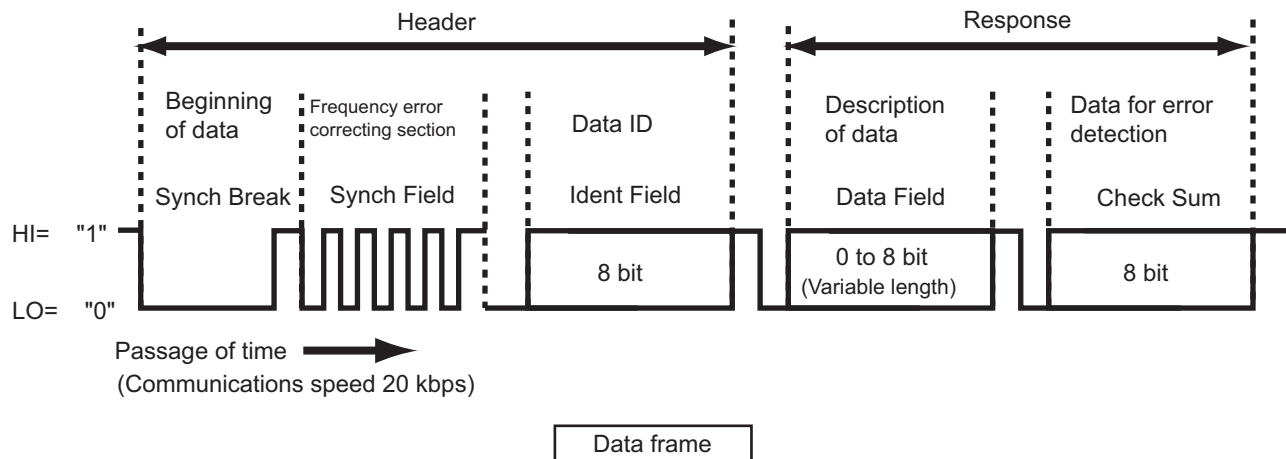 Header
Response
Beginning
of data
Frequency error
correcting section
Data ID
Description
of data
Data for error
detection
Synch Break
Synch Field
Ident Field
Data Field
Check Sum
HI= "1"
8 bit
0 to 8 bit
(Variable length)
8 bit
LO= "0"
Passage of time
(Communications speed 20 kbps)
Data frame